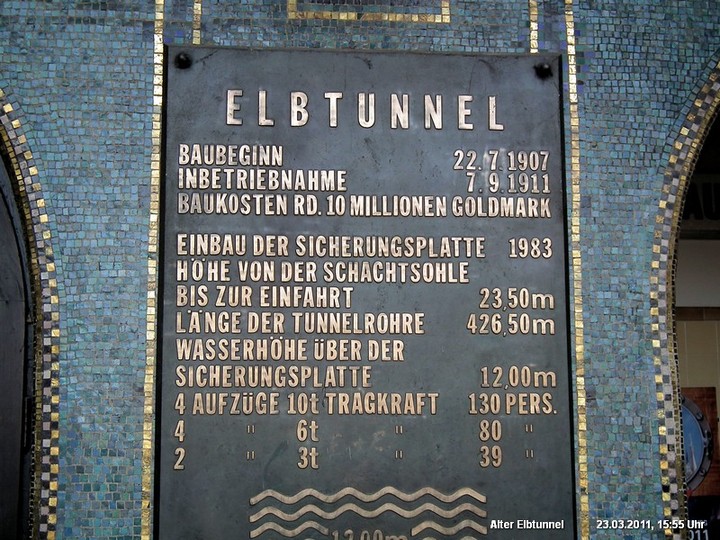 ELBTUNNEL
BAUBEGINN 22.7.1907
INBETRIEBNAHME 7.9.1911
BAUKOSTEN RD. 10 MILLIONEN GOLDMARK
EINBAU DER SICHERUNGSPLATTE 1983
HÖHE VON DER SCHACHTSOHLE
BIS ZUR EINFAHRT 23,50m
LÄNGE DER TUNNELROHRE 426,50m
WASSERHÖHE ÜBER DER
SICHERUNGSPLATTE 12,00m
4 AUFZÜGE 10t TRAGKRAFT 130 PERS.
4 " 6t " 80 "
2 " 3t " 39 "
12.00m
Alter Elbtunnel 23.03.2011, 15:55 Uhr